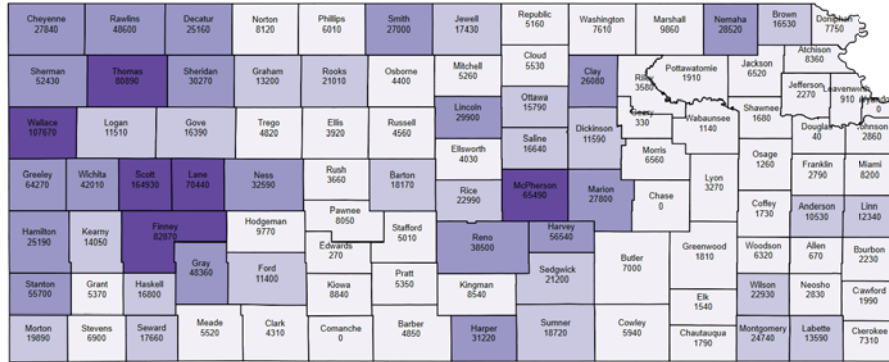 Cheyenne
27840
Rawlins
48600
Decatur
25160
Norton
8120
Phillips
6010
Smith
27000
Jewell
17430
Republic
5160
Washington
7610
Marshall
9860
Nemaha
28520
Brown
16530
Doniphan
7750
Sherman
52430
Thomas
80890
Sheridan
30270
Graham
13200
Rooks
21010
Osborne
4400
Mitchell
5260
Cloud
5530
Clay
26080
Riley
3580
Pottawatomie
1910
Jackson
6520
Atchison
8360
Jefferson
2270
Leavenworth
910
0
Wallace
107670
Logan
11510
Gove
16390
Trego
4820
Ellis
3920
Russell
4560
Lincoln
29900
Ottawa
15790
Saline
16640
Dickinson
11590
Geary
330
Wabaunsee
1140
Shawnee
1680
Douglas
40
Johnson
2860
Ellsworth
4030
Morris
6560
Osage
1260
Franklin
2790
Miami
8200
Greeley
64270
Wichita
42010
Scott
164930
Lane
70440
Ness
32590
Rush
3660
Barton
18170
Rice
22990
McPherson
65490
Marion
27800
Chase
0
Lyon
3270
Coffey
1730
Anderson
10530
Linn
12340
Hamilton
25190
Kearny
14050
Finney
82870
Hodgeman
9770
Pawnee
8050
Stafford
5010
Edwards
270
Reno
38500
Harvey
56540
Butler
7000
Greenwood
1810
Woodson
6320
Allen
670
Bourbon
2230
Gray
48360
Ford
11400
Stanton
55700
Grant
5370
Haskell
16800
Kiowa
8840
Pratt
5350
Kingman
8540
Sedgwick
21200
Elk
1540
Wilson
22930
Neosho
2830
Crawford
1990
Morton
19890
Stevens
6900
Seward
17660
Meade
5520
Clark
4310
Comanche
0
Barber
4850
Harper
31220
Sumner
18720
Cowley
5940
Chautauqua
1790
Montgomery
24740
Labette
13590
Cherokee
7310